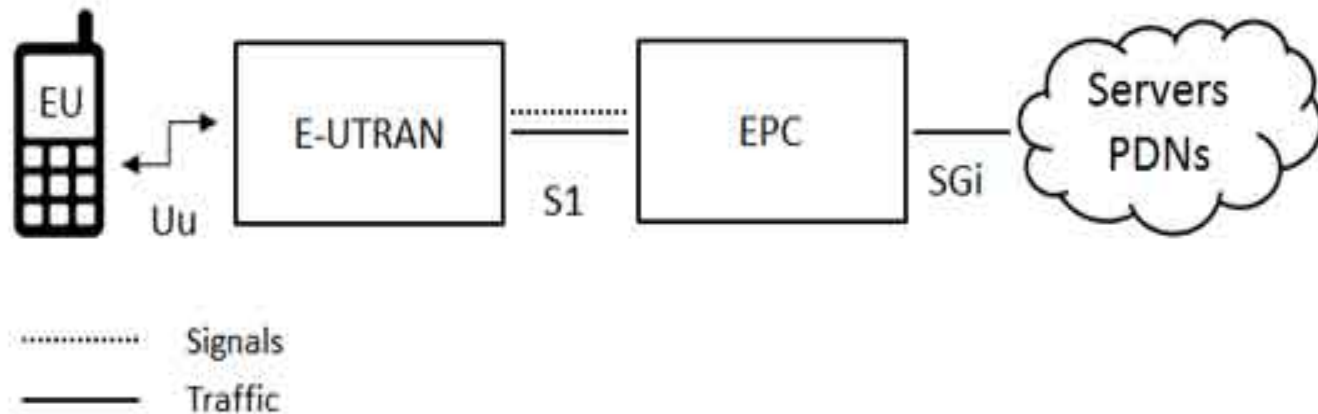 EU
Uu
E-UTRAN
S1
EPC
SGi
Servers
PDNs
Signals
Traffic